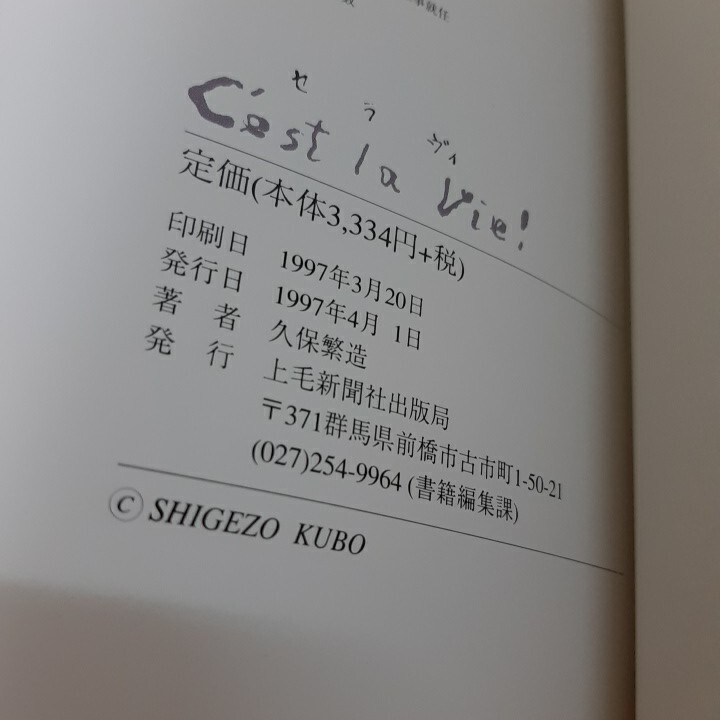 就任
セ ラ ヴィ
C'est la Vie!
定価(本体3,334円+税)
印刷日 1997年3月20日
発行日 1997年4月 1日
著 者 久保繁造
発 行 上毛新聞社出版局
〒371群馬県前橋市古市町1-50-21
(027)254-9964 (書籍編集課)
© SHIGEZO KUBO